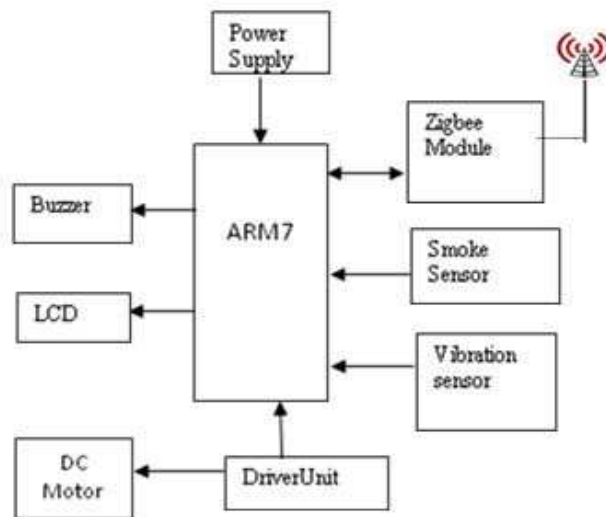 Power
Supply
Zigbee
Module
Buzzer
ARM7
Smoke
Sensor
LCD
Vibration
sensor
DC
Motor
DriverUnit